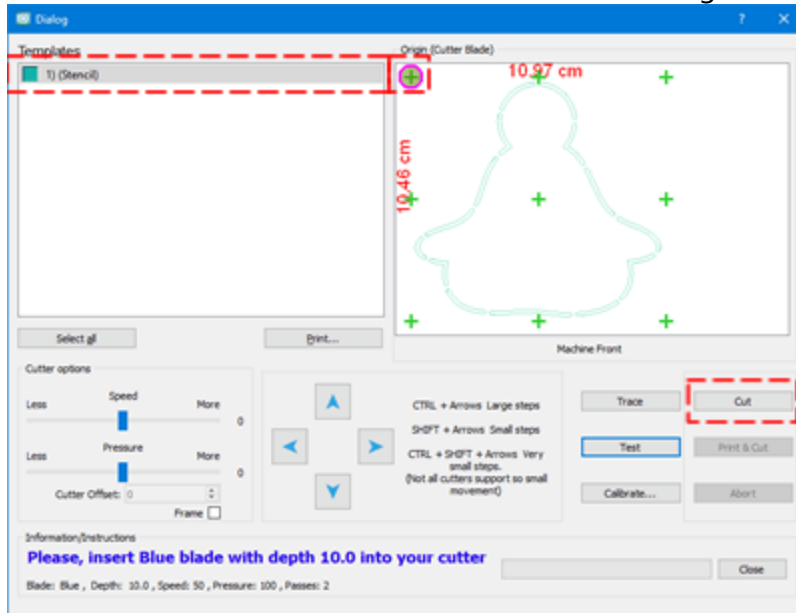 Dialog
?
Templates
Origin (Cutter Blade)
1) (Stencil)
10.97 cm
10.46 cm
Select all
Print...
Machine Front
Cutter options
Speed
Less
More
0
Pressure
Less
More
0
Cutter Offset: 0
Frame
CTRL + Arrows Large steps
SHIFT + Arrows Small steps
CTRL + SHIFT + Arrows Very
small steps.
(Not all cutters support so small
movement)
Trace
Cut
Test
Print & Cut
Calibrate...
Abort
Information/Instructions
Please, insert Blue blade with depth 10.0 into your cutter
Blade: Blue , Depth: 10.0 , Speed: 50 , Pressure: 100 , Passes: 2
Close